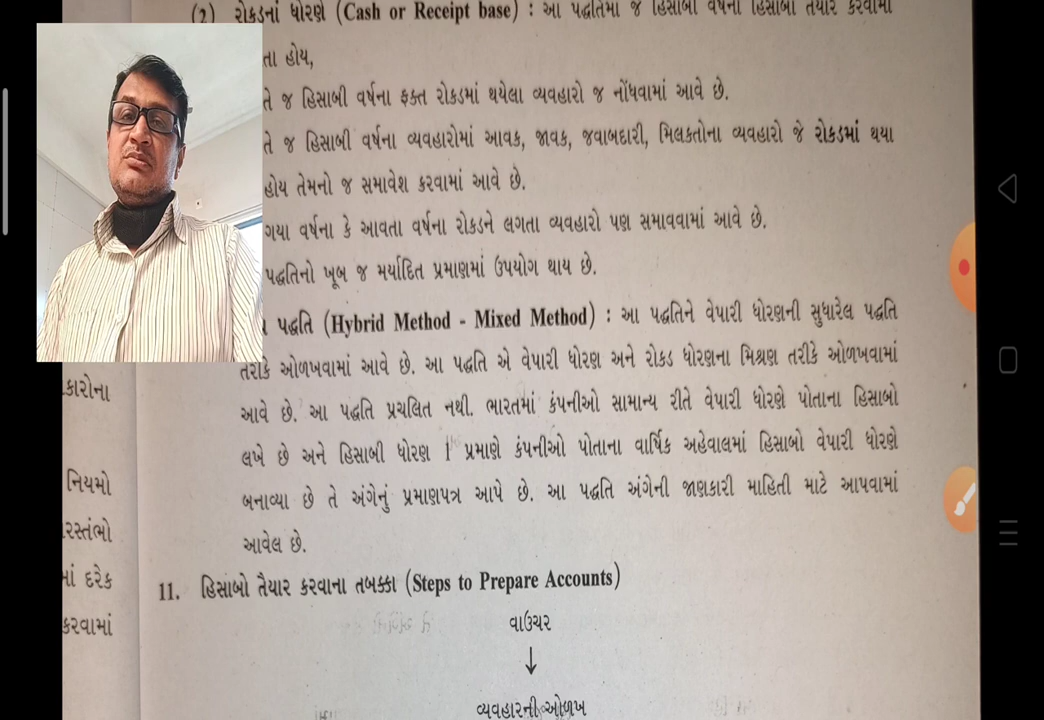 (2) રોકડનાં ધોરણે (Cash or Receipt base) : આ પદ્ધતિમાં જે હિસાબી વર્ષના હિસાબી તૈયાર કરવામાં
તા હોય,
તે જ હિસાબી વર્ષના ફક્ત રોકડમાં થયેલા વ્યવહારો જ નોંધવામાં આવે છે.
તે જ હિસાબી વર્ષના વ્યવહારોમાં આવક, જાવક, જવાબદારી, મિલકતોના વ્યવહારો જે રોકડમાં થયા
હોય તેમનો જ સમાવેશ કરવામાં આવે છે.
ગયા વર્ષના કે આવતા વર્ષના રોકડને લગતા વ્યવહારો પણ સમાવવામાં આવે છે.
પદ્ધતિનો ખૂબ જ મર્યાદિત પ્રમાણમાં ઉપયોગ થાય છે.
પદ્ધતિ (Hybrid Method - Mixed Method) : આ પદ્ધતિને વેપારી ધોરણની સુધારેલ પદ્ધતિ
તરીકે ઓળખવામાં આવે છે. આ પદ્ધતિ એ વેપારી ધોરણ અને રોકડ ધોરણના મિશ્રણ તરીકે ઓળખવામાં
આવે છે. આ પદ્ધતિ પ્રચલિત નથી. ભારતમાં કંપનીઓ સામાન્ય રીતે વેપારી ધોરણે પોતાના હિસાબો
લખે છે અને હિસાબી ધોરણ 1 પ્રમાણે કંપનીઓ પોતાના વાર્ષિક અહેવાલમાં હિસાબો વેપારી ધોરણે
બનાવ્યા છે તે અંગેનું પ્રમાણપત્ર આપે છે. આ પદ્ધતિ અંગેની જાણકારી માહિતી માટે આપવામાં
આવેલ છે.
11. હિસાબો તૈયાર કરવાના તબક્કા (Steps to Prepare Accounts)
વાઉચર
↓
વ્યવહારની ઓળખ
કારોના
નિયમો
રસ્તંભો
માં દરેક
કરવામાં